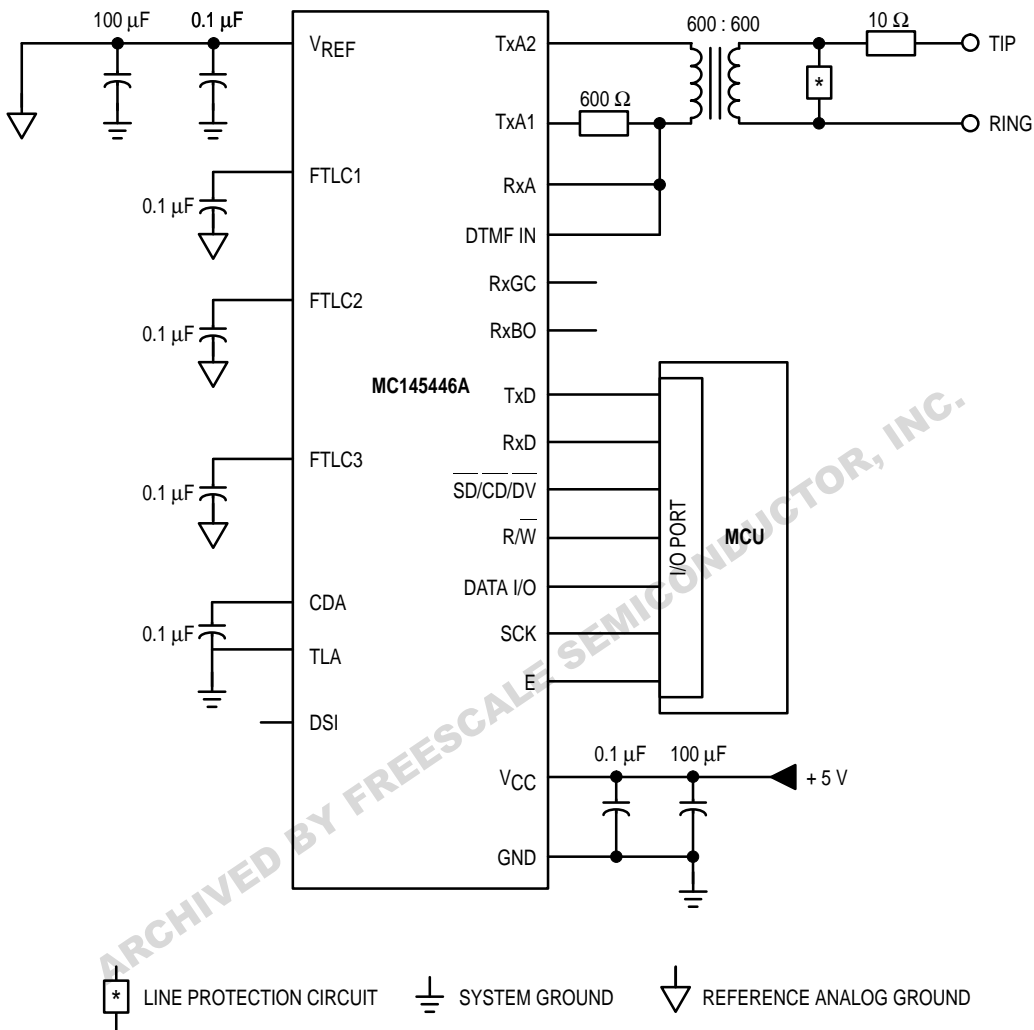 100 μF
0.1 μF
VREF
FTLC1
0.1 μF
FTLC2
0.1 μF
FTLC3
0.1 μF
CDA
0.1 μF
TLA
DSI
MC145446A
TxA2
TxA1
RxA
DTMF IN
RxGC
RxBO
TxD
RxD
SD/CD/DV
R/W
DATA I/O
SCK
E
VCC
GND
600 Ω
600 : 600
10 Ω
*
TIP
RING
I/O PORT
MCU
0.1 μF
100 μF
+ 5 V
ARCHIVED BY FREESCALE SEMICONDUCTOR, INC.
* LINE PROTECTION CIRCUIT
SYSTEM GROUND
REFERENCE ANALOG GROUND